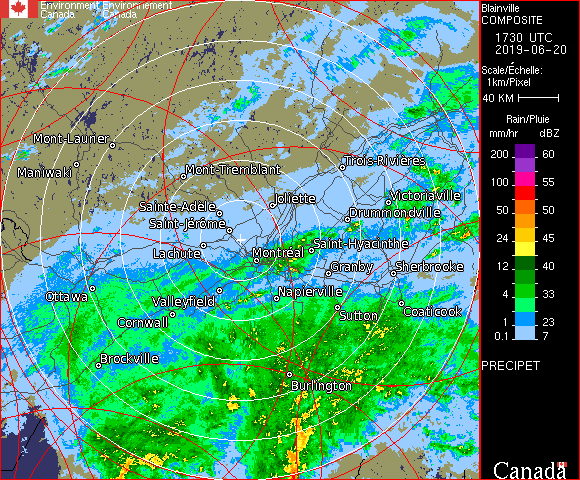 Environment Environnement
Canada Canada
Mont-Laurier
Maniwaki
Mont-Tremblant
Trois-Rivières
Sainte-Adèle
Joliette
Victoriaville
Saint-Jérôme
Drummondville
Lachute
Montréal
Saint-Hyacinthe
Granby
Sherbrooke
Ottawa
Valleyfield
Napierville
Cornwall
Sutton
Coaticook
Brockville
Burlington
Blainville
COMPOSITE
1730 UTC
2019-06-20
Scale/Échelle:
1km/Pixel
40 KM
Rain/Pluie
mm/hr dBZ
200 60
100 55
50 50
24 45
12 40
4 33
1 23
0.1 7
PRECIPET
Canada